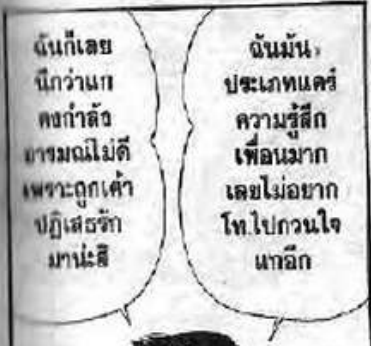 ฉันก็เลย
นึกว่าแก
คงกำลัง
อารมณ์ไม่ดี
เพราะถูกเค้า
ปฏิเสธรัก
มาน่ะสิ
ฉันมัน
ประเภทแคร์
ความรู้สึก
เพื่อนมาก
เลยไม่อยาก
โท.ไปกวนใจ
แกอีก